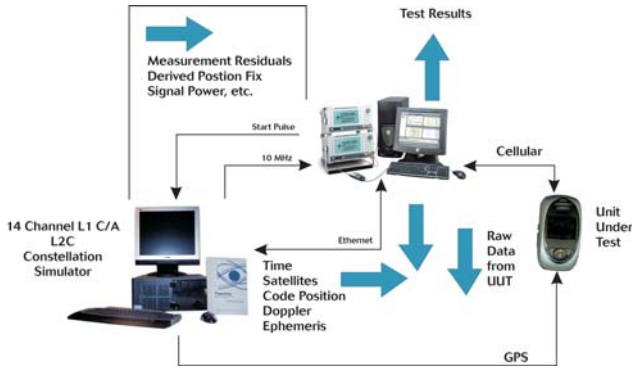 Test Results
Measurement Residuals
Derived Postion Fix
Signal Power, etc.
Start Pulse
10 MHz
Cellular
14 Channel L1 C/A
L2C
Constellation
Simulator
Ethernet
Time
Satellites
Code Position
Doppler
Ephemeris
Raw
Data
from
UUT
Unit
Under
Test
GPS